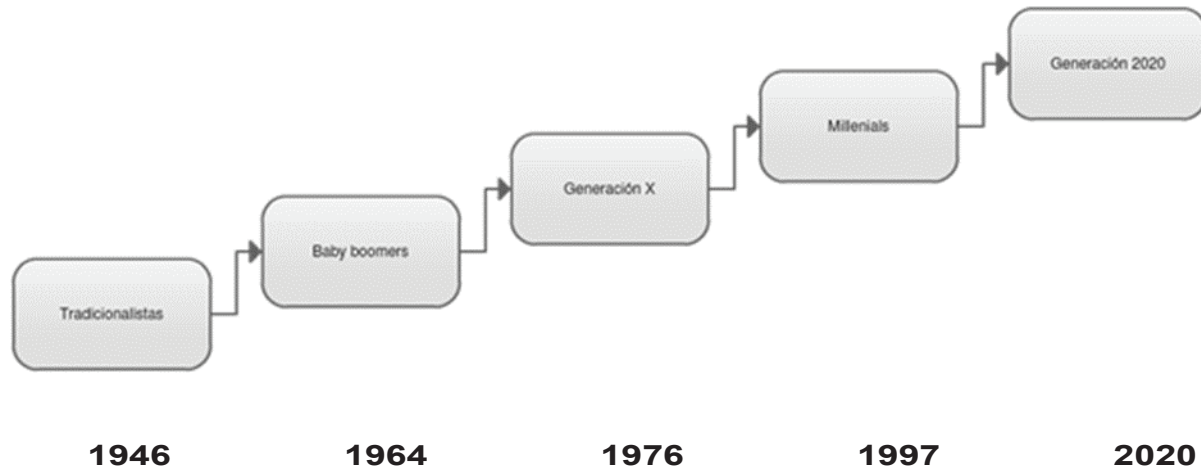 Generación 2020
Millenials
Generación X
Baby boomers
Tradicionalistas
1946 1964 1976 1997 2020